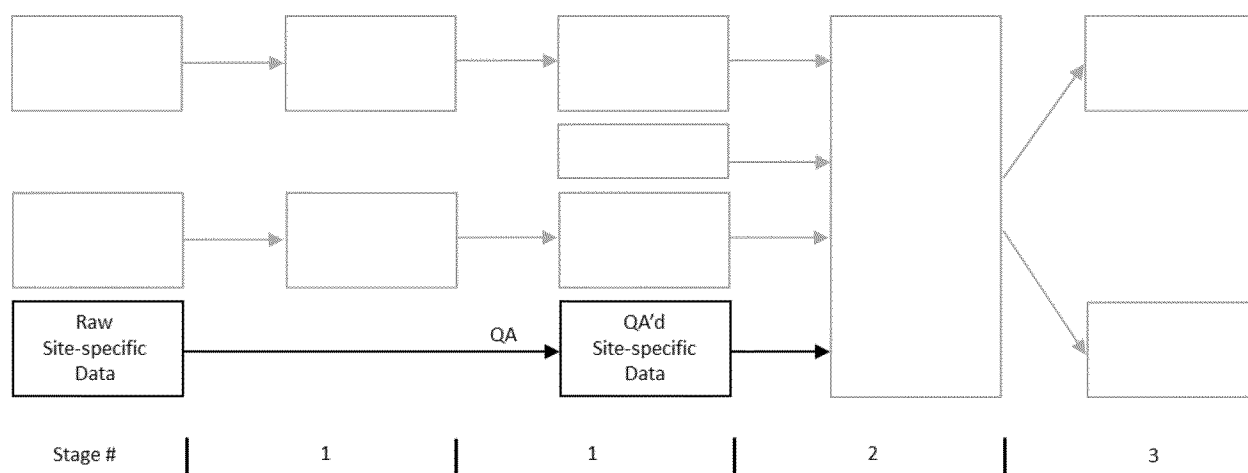 Raw
Site-specific
Data
QA
QA'd
Site-specific
Data
Stage # 1 1 2 3